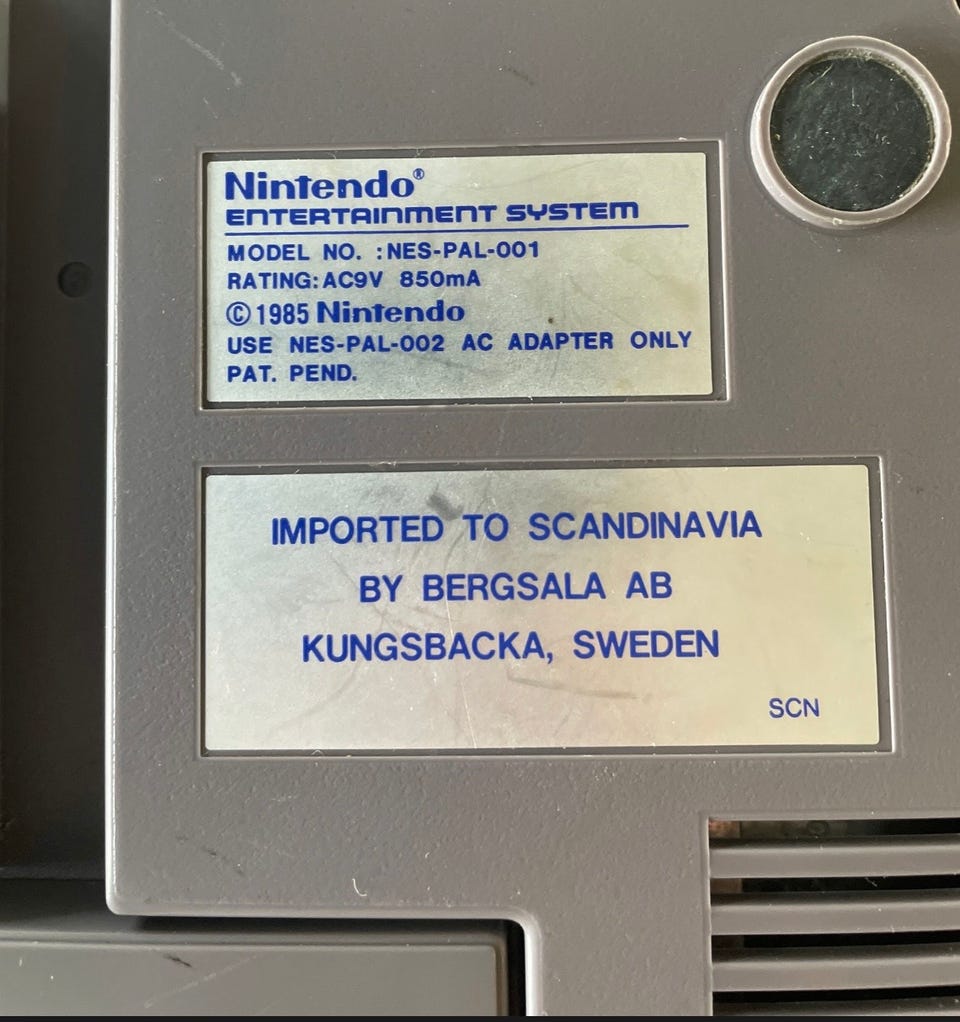 Nintendo®
ENTERTAINMENT SYSTEM
MODEL NO. :NES-PAL-001
RATING:AC9V 850mA
©1985 Nintendo
USE NES-PAL-002 AC ADAPTER ONLY
PAT. PEND.
IMPORTED TO SCANDINAVIA
BY BERGSALA AB
KUNGSBACKA, SWEDEN
SCN